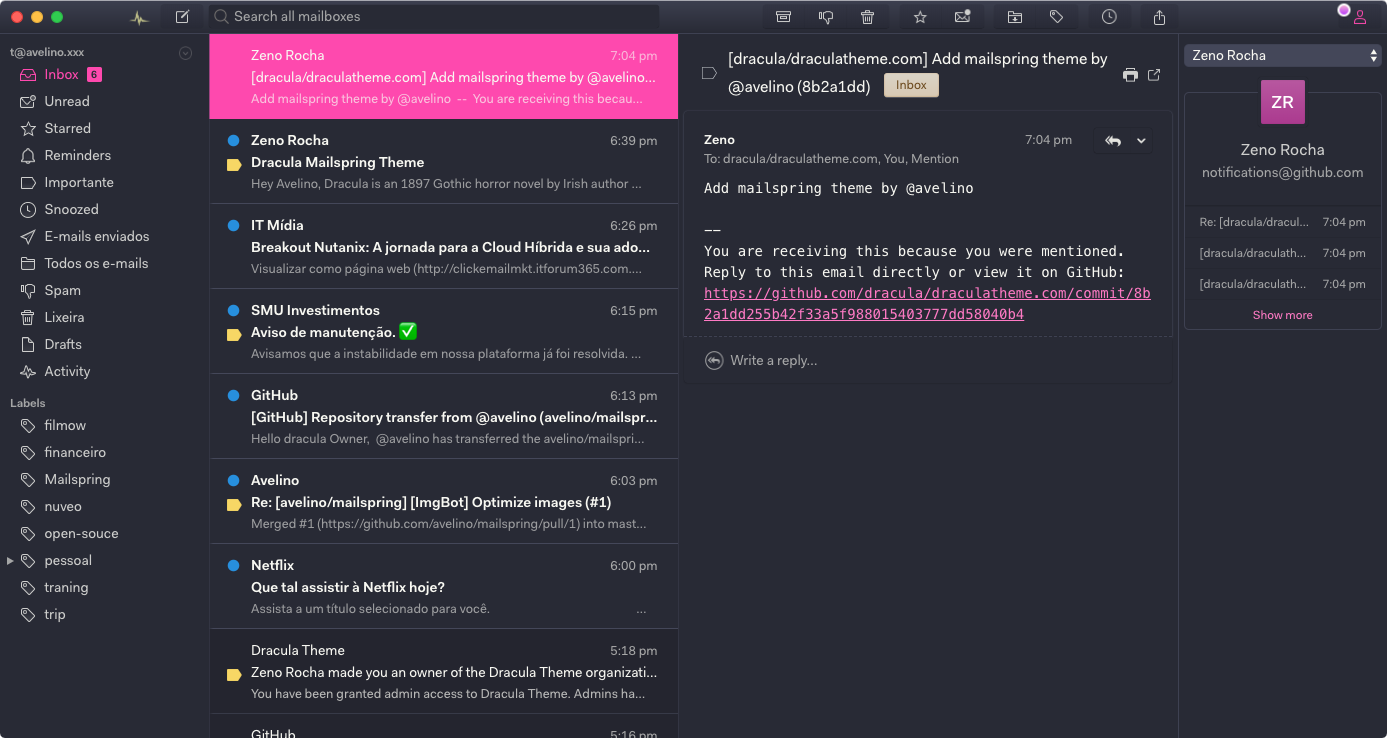 Search all mailboxes
t@avelino.xxx
Inbox 6
Unread
Starred
Reminders
Importante
Snoozed
E-mails enviados
Todos os e-mails
Spam
Lixeira
Drafts
Activity
Labels
filmow
financeiro
Mailspring
nuveo
open-souce
pessoal
traning
trip
Zeno Rocha 7:04 pm
[dracula/draculatheme.com] Add mailspring theme by @avelino...
Add mailspring theme by @avelino -- You are receiving this becau...
Zeno Rocha 6:39 pm
Dracula Mailspring Theme
Hey Avelino, Dracula is an 1897 Gothic horror novel by Irish author ...
IT Mídia 6:26 pm
Breakout Nutanix: A jornada para a Cloud Híbrida e sua ado...
Visualizar como página web (http://clickemailmkt.itforum365.com....
SMU Investimentos 6:15 pm
Aviso de manutenção. ✅
Avisamos que a instabilidade em nossa plataforma já foi resolvida. ...
GitHub 6:13 pm
[GitHub] Repository transfer from @avelino (avelino/mailspr...
Hello dracula Owner, @avelino has transferred the avelino/mailspri...
Avelino 6:03 pm
Re: [avelino/mailspring] [ImgBot] Optimize images (#1)
Merged #1 (https://github.com/avelino/mailspring/pull/1) into mast...
Netflix 6:00 pm
Que tal assistir à Netflix hoje?
Assista a um título selecionado para você. ...
Dracula Theme 5:18 pm
Zeno Rocha made you an owner of the Dracula Theme organizati...
You have been granted admin access to Dracula Theme. Admins ha...
GitHub 5:16 pm
[dracula/draculatheme.com] Add mailspring theme by
@avelino (8b2a1dd) Inbox
Zeno 7:04 pm
To: dracula/draculatheme.com, You, Mention
Add mailspring theme by @avelino
--
You are receiving this because you were mentioned.
Reply to this email directly or view it on GitHub:
https://github.com/dracula/draculatheme.com/commit/8b
2a1dd255b42f33a5f988015403777dd58040b4
Write a reply...
Zeno Rocha
ZR
Zeno Rocha
notifications@github.com
Re: [dracula/dracul... 7:04 pm
[dracula/draculath... 7:04 pm
[dracula/draculath... 7:04 pm
Show more